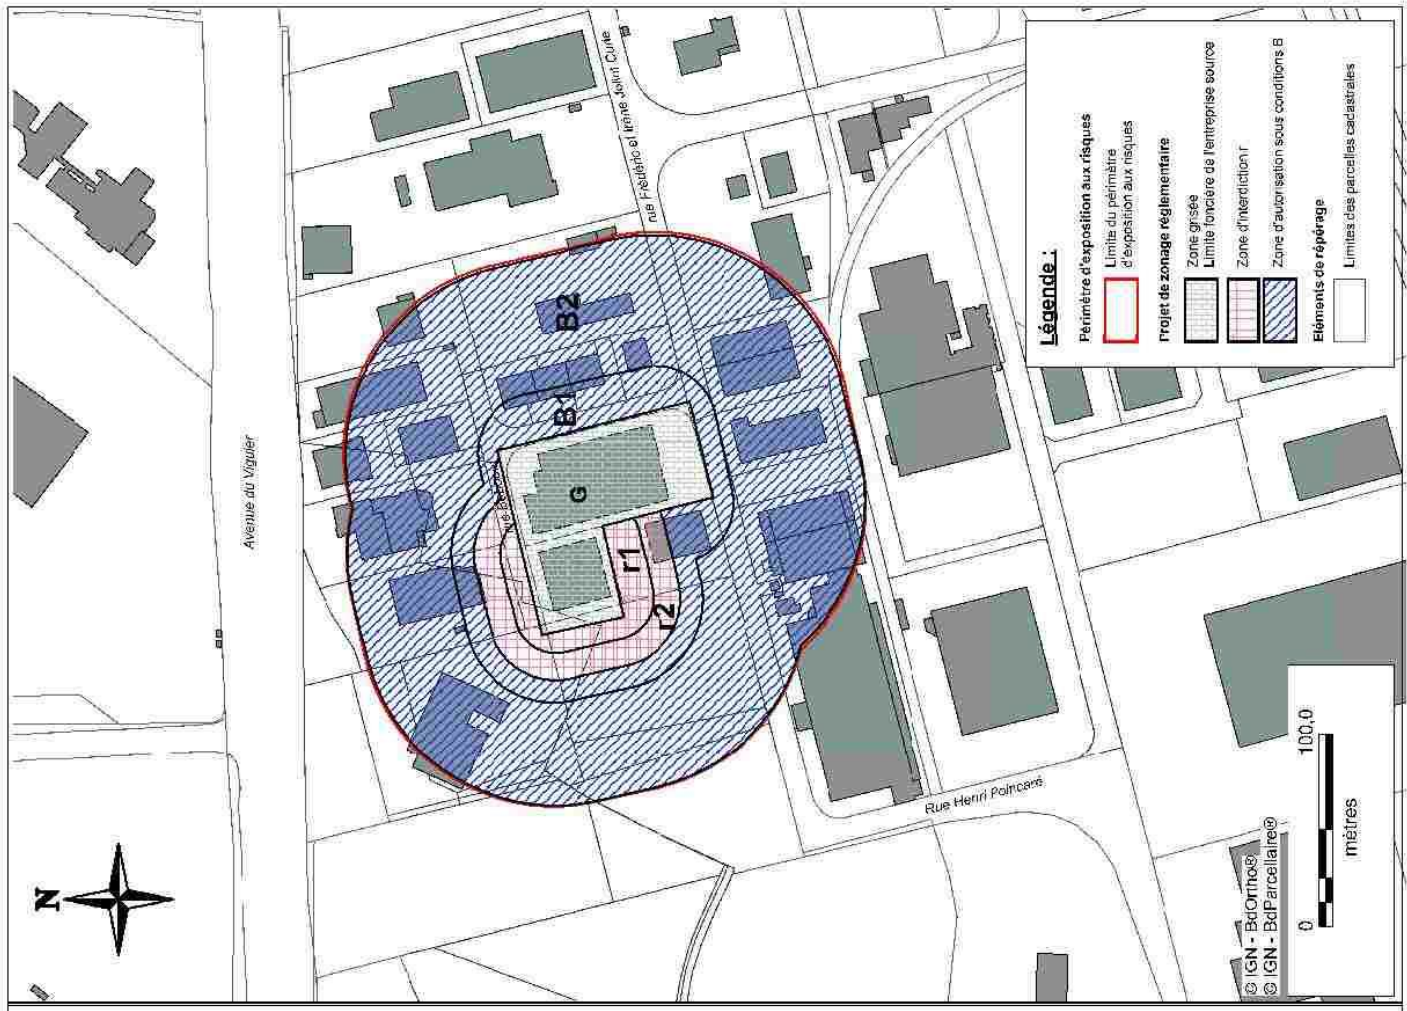 Légende :
Périmètre d'exposition aux risques
Limite du périmètre
d'exposition aux risques
Projet de zonage règlementaire
Zone grisée
Limite foncière de l'entreprise source
Zone d'interdiction r
Zone d'autorisation sous conditions B
Eléments de répérage
Limites des parcelles cadastrales
N
Avenue du Viguier
rue Frédéric et Irène Joliot Curie
Rue Henri Poincaré
B2
B1
G
r1
r2
© IGN - BdOrtho®
© IGN - BdParcellaire®
0
100,0
mètres